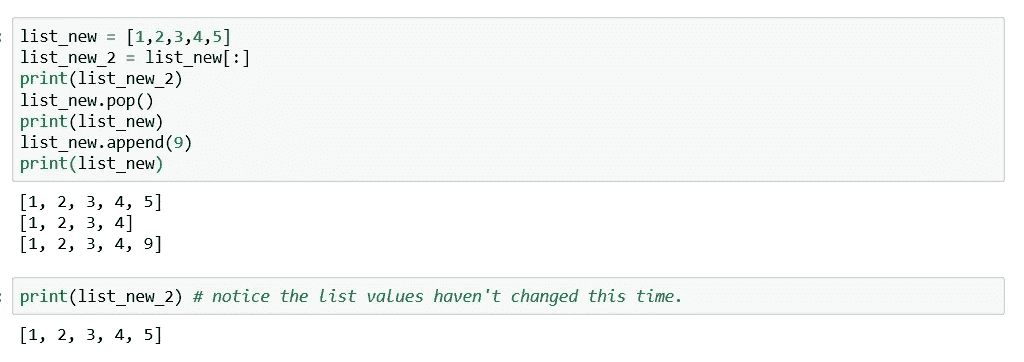 list_new = [1,2,3,4,5]
list_new_2 = list_new[:]
print(list_new_2)
list_new.pop()
print(list_new)
list_new.append(9)
print(list_new)
[1, 2, 3, 4, 5]
[1, 2, 3, 4]
[1, 2, 3, 4, 9]
print(list_new_2) # notice the list values haven't changed this time.
[1, 2, 3, 4, 5]